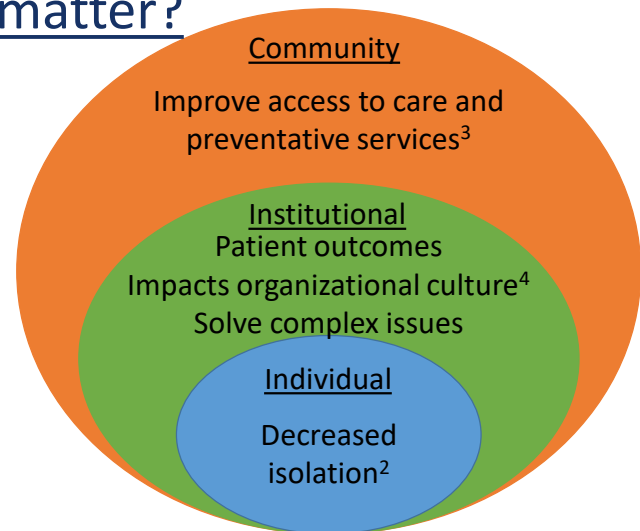 matter?
Community
Improve access to care and
preventative services³
Institutional
Patient outcomes
Impacts organizational culture⁴
Solve complex issues
Individual
Decreased
isolation²